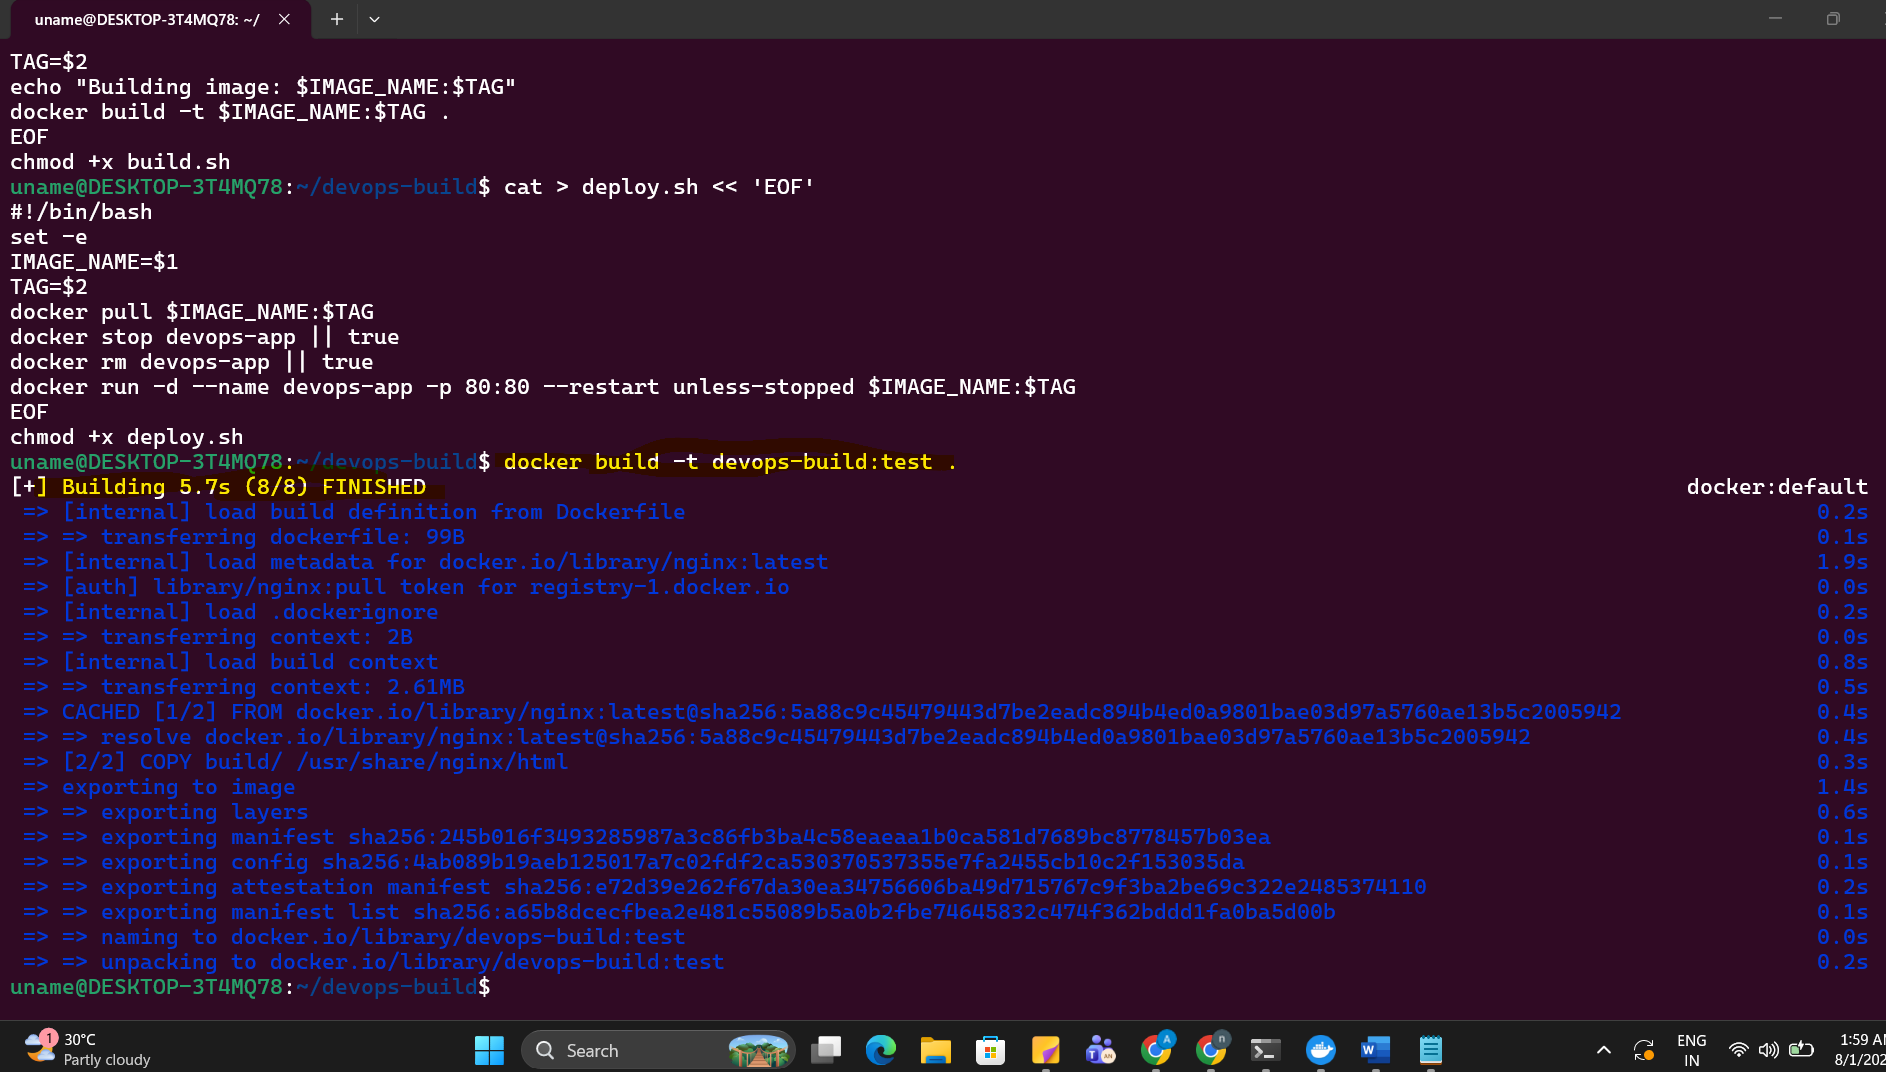 uname@DESKTOP-3T4MQ78: ~/
TAG=$2
echo "Building image: $IMAGE_NAME:$TAG"
docker build -t $IMAGE_NAME:$TAG .
EOF
chmod +x build.sh
uname@DESKTOP-3T4MQ78:~/devops-build$ cat > deploy.sh << 'EOF'
#!/bin/bash
set -e
IMAGE_NAME=$1
TAG=$2
docker pull $IMAGE_NAME:$TAG
docker stop devops-app || true
docker rm devops-app || true
docker run -d --name devops-app -p 80:80 --restart unless-stopped $IMAGE_NAME:$TAG
EOF
chmod +x deploy.sh
uname@DESKTOP-3T4MQ78:~/devops-build$ docker build -t devops-build:test .
[+] Building 5.7s (8/8) FINISHED docker:default
=> [internal] load build definition from Dockerfile 0.2s
=> => transferring dockerfile: 99B 0.1s
=> [internal] load metadata for docker.io/library/nginx:latest 1.9s
=> [auth] library/nginx:pull token for registry-1.docker.io 0.0s
=> [internal] load .dockerignore 0.2s
=> => transferring context: 2B 0.0s
=> [internal] load build context 0.8s
=> => transferring context: 2.61MB 0.5s
=> CACHED [1/2] FROM docker.io/library/nginx:latest@sha256:5a88c9c45479443d7be2eadc894b4ed0a9801bae03d97a5760ae13b5c2005942 0.4s
=> => resolve docker.io/library/nginx:latest@sha256:5a88c9c45479443d7be2eadc894b4ed0a9801bae03d97a5760ae13b5c2005942 0.4s
=> [2/2] COPY build/ /usr/share/nginx/html 0.3s
=> exporting to image 1.4s
=> => exporting layers 0.6s
=> => exporting manifest sha256:245b016f3493285987a3c86fb3ba4c58eaeaa1b0ca581d7689bc8778457b03ea 0.1s
=> => exporting config sha256:4ab089b19aeb125017a7c02fdf2ca530370537355e7fa2455cb10c2f153035da 0.1s
=> => exporting attestation manifest sha256:e72d39e262f67da30ea34756606ba49d715767c9f3ba2be69c322e2485374110 0.2s
=> => exporting manifest list sha256:a65b8dcecfbea2e481c55089b5a0b2fbe74645832c474f362bddd1fa0ba5d00b 0.1s
=> => naming to docker.io/library/devops-build:test 0.0s
=> => unpacking to docker.io/library/devops-build:test 0.2s
uname@DESKTOP-3T4MQ78:~/devops-build$
1
30°C
Partly cloudy
Search
ENG
IN
1:59
8/1/202